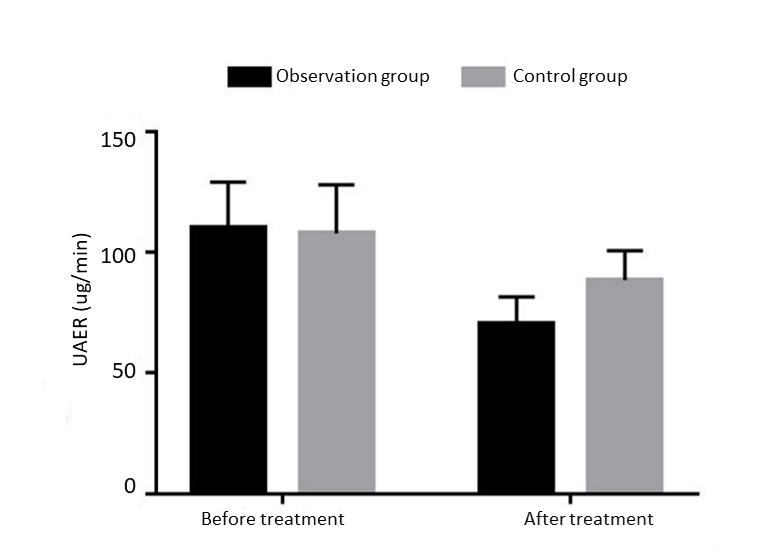 Observation group
Control group
150
100
50
0
UAER (ug/min)
Before treatment
After treatment